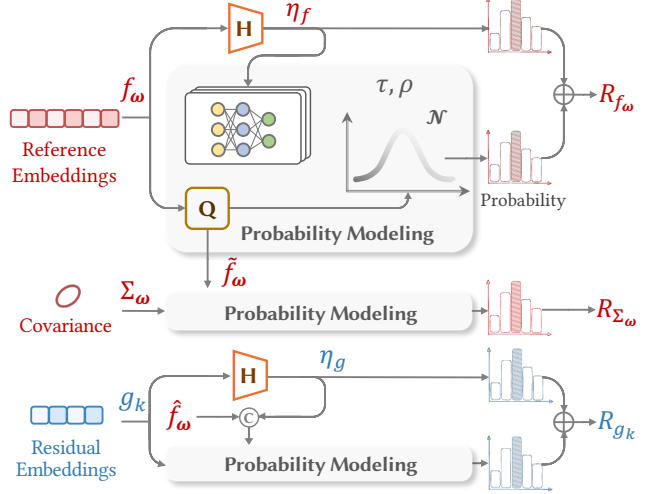 H
η_f
f_ω
τ, ρ
𝒩
R_{f_ω}
Reference
Embeddings
Q
Probability Modeling
Probability
f̃_ω
Σ_ω
Covariance
Probability Modeling
R_{Σ_ω}
H
η_g
g_k
f̂_ω
C
R_{g_k}
Residual
Embeddings
Probability Modeling